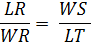 LR/WR = WS/LT